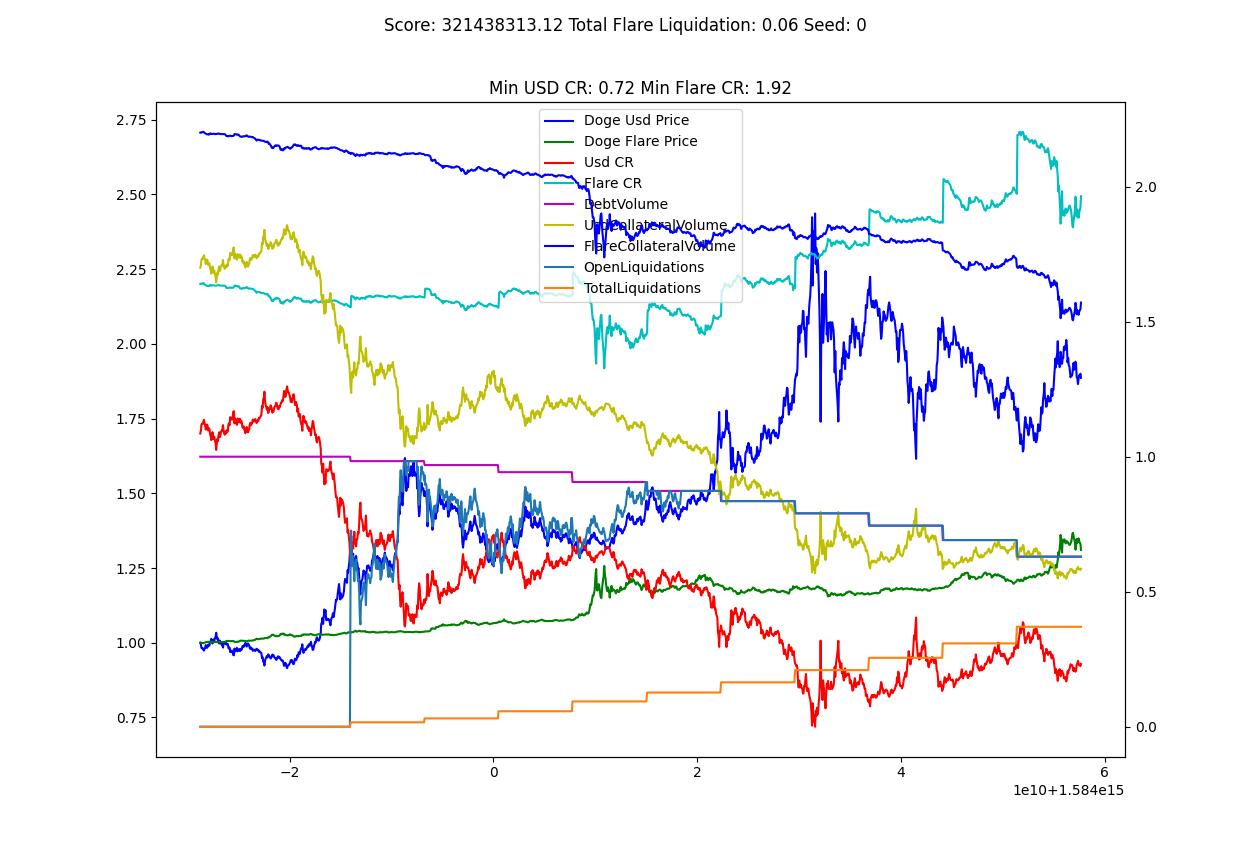 Score: 321438313.12 Total Flare Liquidation: 0.06 Seed: 0
Min USD CR: 0.72 Min Flare CR: 1.92
Doge Usd Price
Doge Flare Price
Usd CR
Flare CR
DebtVolume
UsdCollateralVolume
FlareCollateralVolume
OpenLiquidations
TotalLiquidations
2.75
2.50
2.25
2.00
1.75
1.50
1.25
1.00
0.75
2.0
1.5
1.0
0.5
0.0
−2 0 2 4 6
1e10+1.584e15